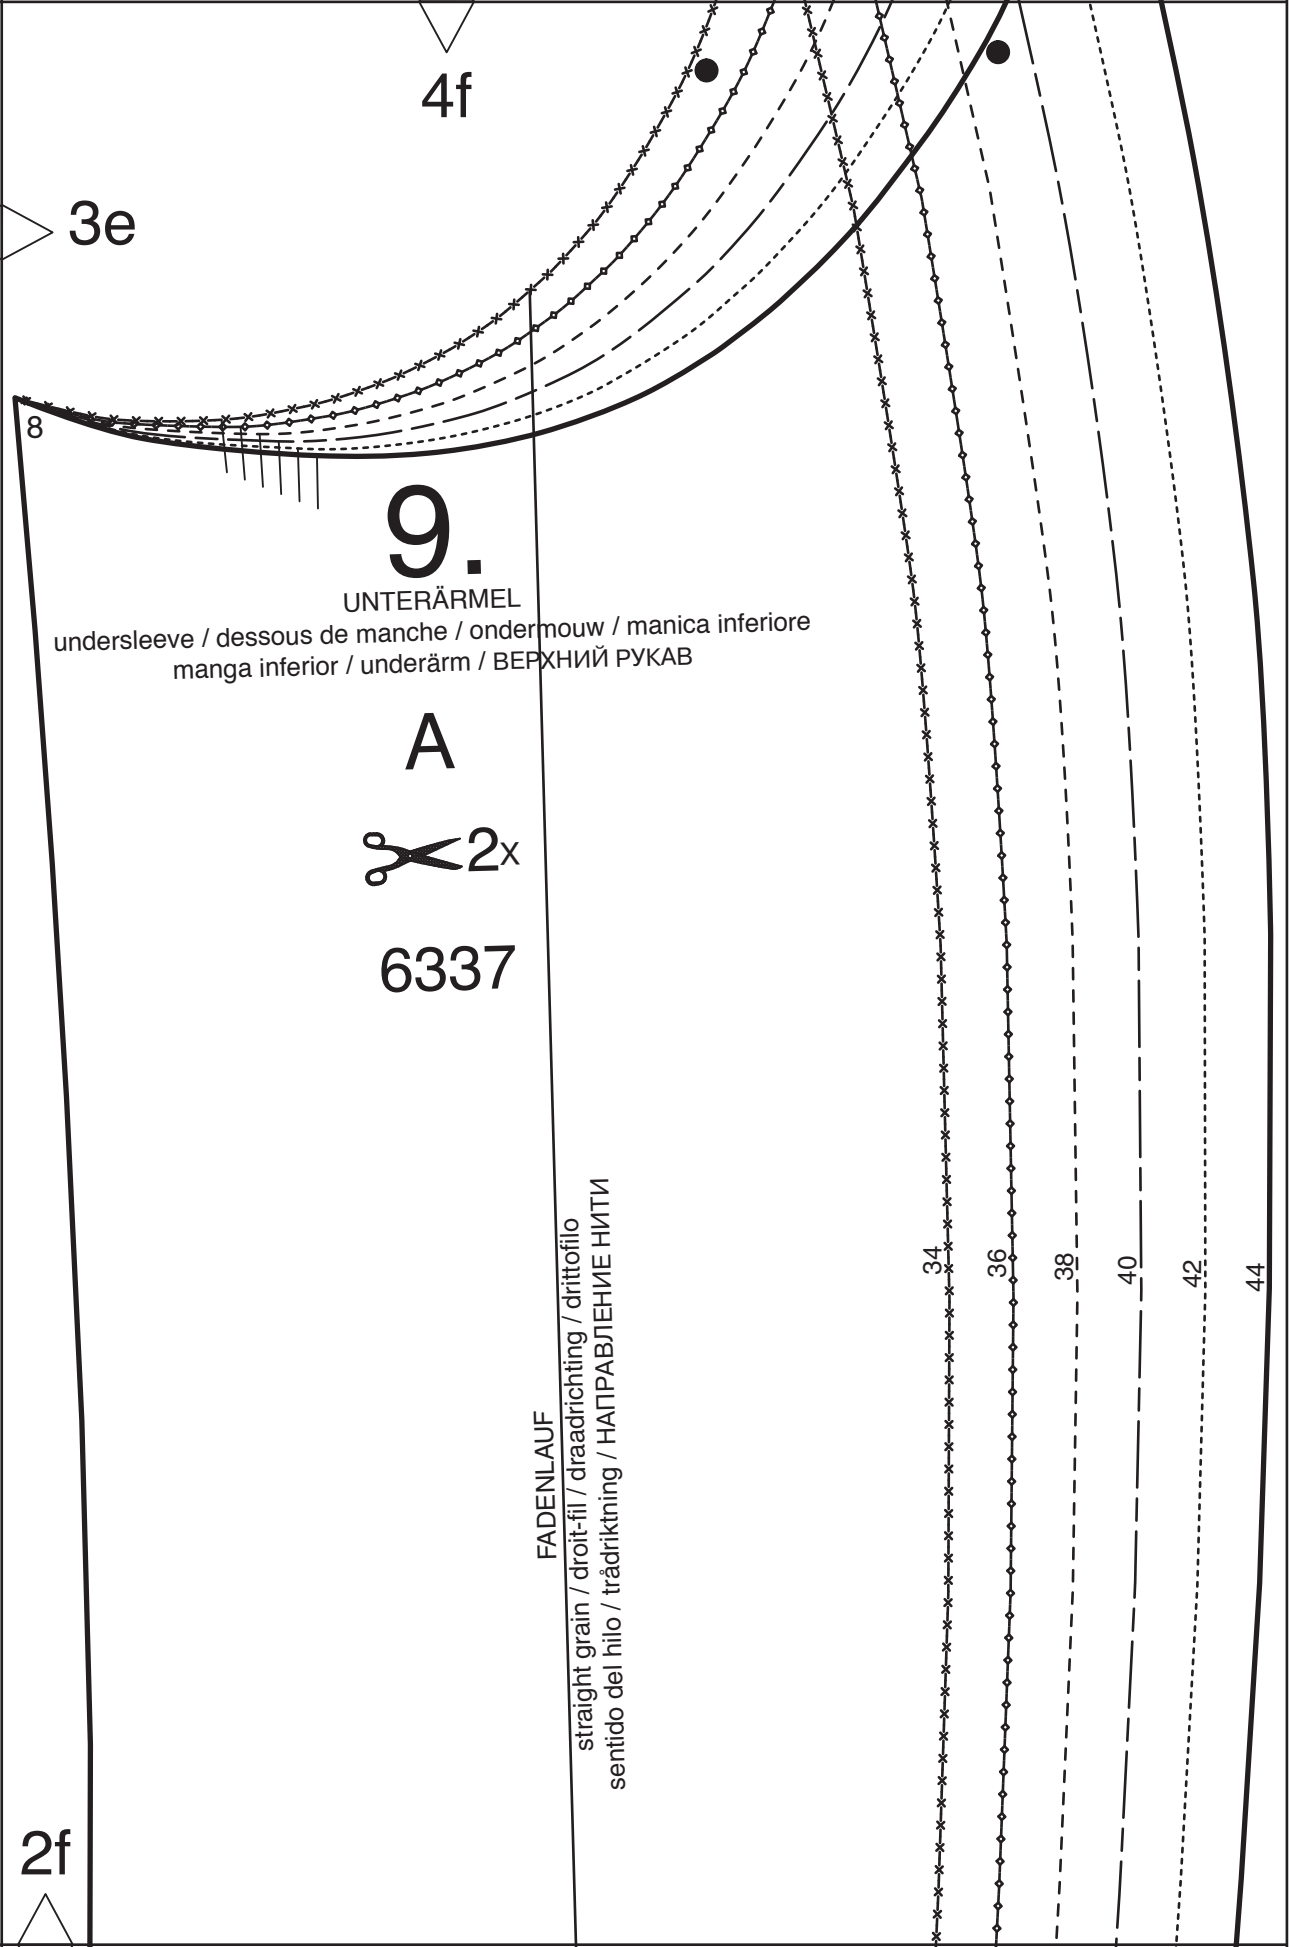 4f
3e
8
9.
UNTERÄRMEL
undersleeve / dessous de manche / ondermouw / manica inferiore
manga inferior / underärm / ВЕРХНИЙ РУКАВ
A
2x
6337
FADENLAUF
straight grain / droit-fil / draadrichting / drittofilo
sentido del hilo / trådriktning / НАПРАВЛЕНИЕ НИТИ
34
36
38
40
42
44
2f